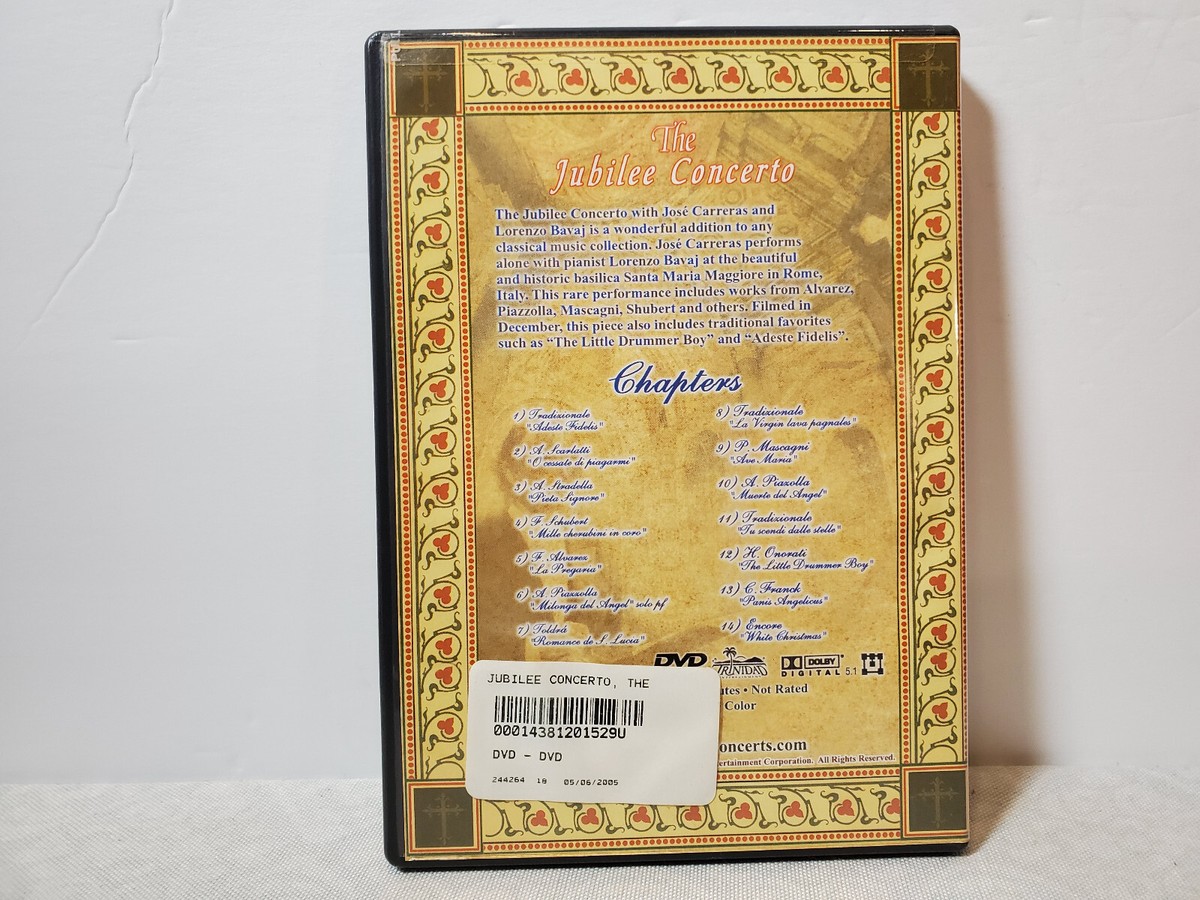 The
Jubilee Concerto
The Jubilee Concerto with José Carreras and
Lorenzo Bavaj is a wonderful addition to any
classical music collection. José Carreras performs
alone with pianist Lorenzo Bavaj at the beautiful
and historic basilica Santa Maria Maggiore in Rome,
Italy. This rare performance includes works from Alvarez,
Piazzolla, Mascagni, Shubert and others. Filmed in
December, this piece also includes traditional favorites
such as “The Little Drummer Boy” and “Adeste Fidelis”.
Chapters
1) Tradizionale
"Adeste Fidelis"
2) A. Scarlatti
"O cessate di piagarmi"
3) A. Stradella
"Pieta Signore"
4) F. Schubert
"Mille cherubini in coro"
5) F. Alvarez
"La Pregaria"
6) A. Piazzolla
"Milonga del Angel" solo pf
7) Toldrá
"Romance de S. Lucia"
8) Tradizionale
"La Virgin lava pagnales"
9) P. Mascagni
"Ave Maria"
10) A. Piazolla
"Muerte del Angel"
11) Tradizionale
"Tu scendi dalle stelle"
12) H. Onorati
"The Little Drummer Boy"
13) C. Franck
"Panis Angelicus"
14) Encore
"White Christmas"
DVD TRINIDAD DOLBY DIGITAL 5.1
utes • Not Rated
Color
oncerts.com
ertainment Corporation. All Rights Reserved.
JUBILEE CONCERTO, THE
00014381201529U
DVD - DVD
244264 18 05/06/2005